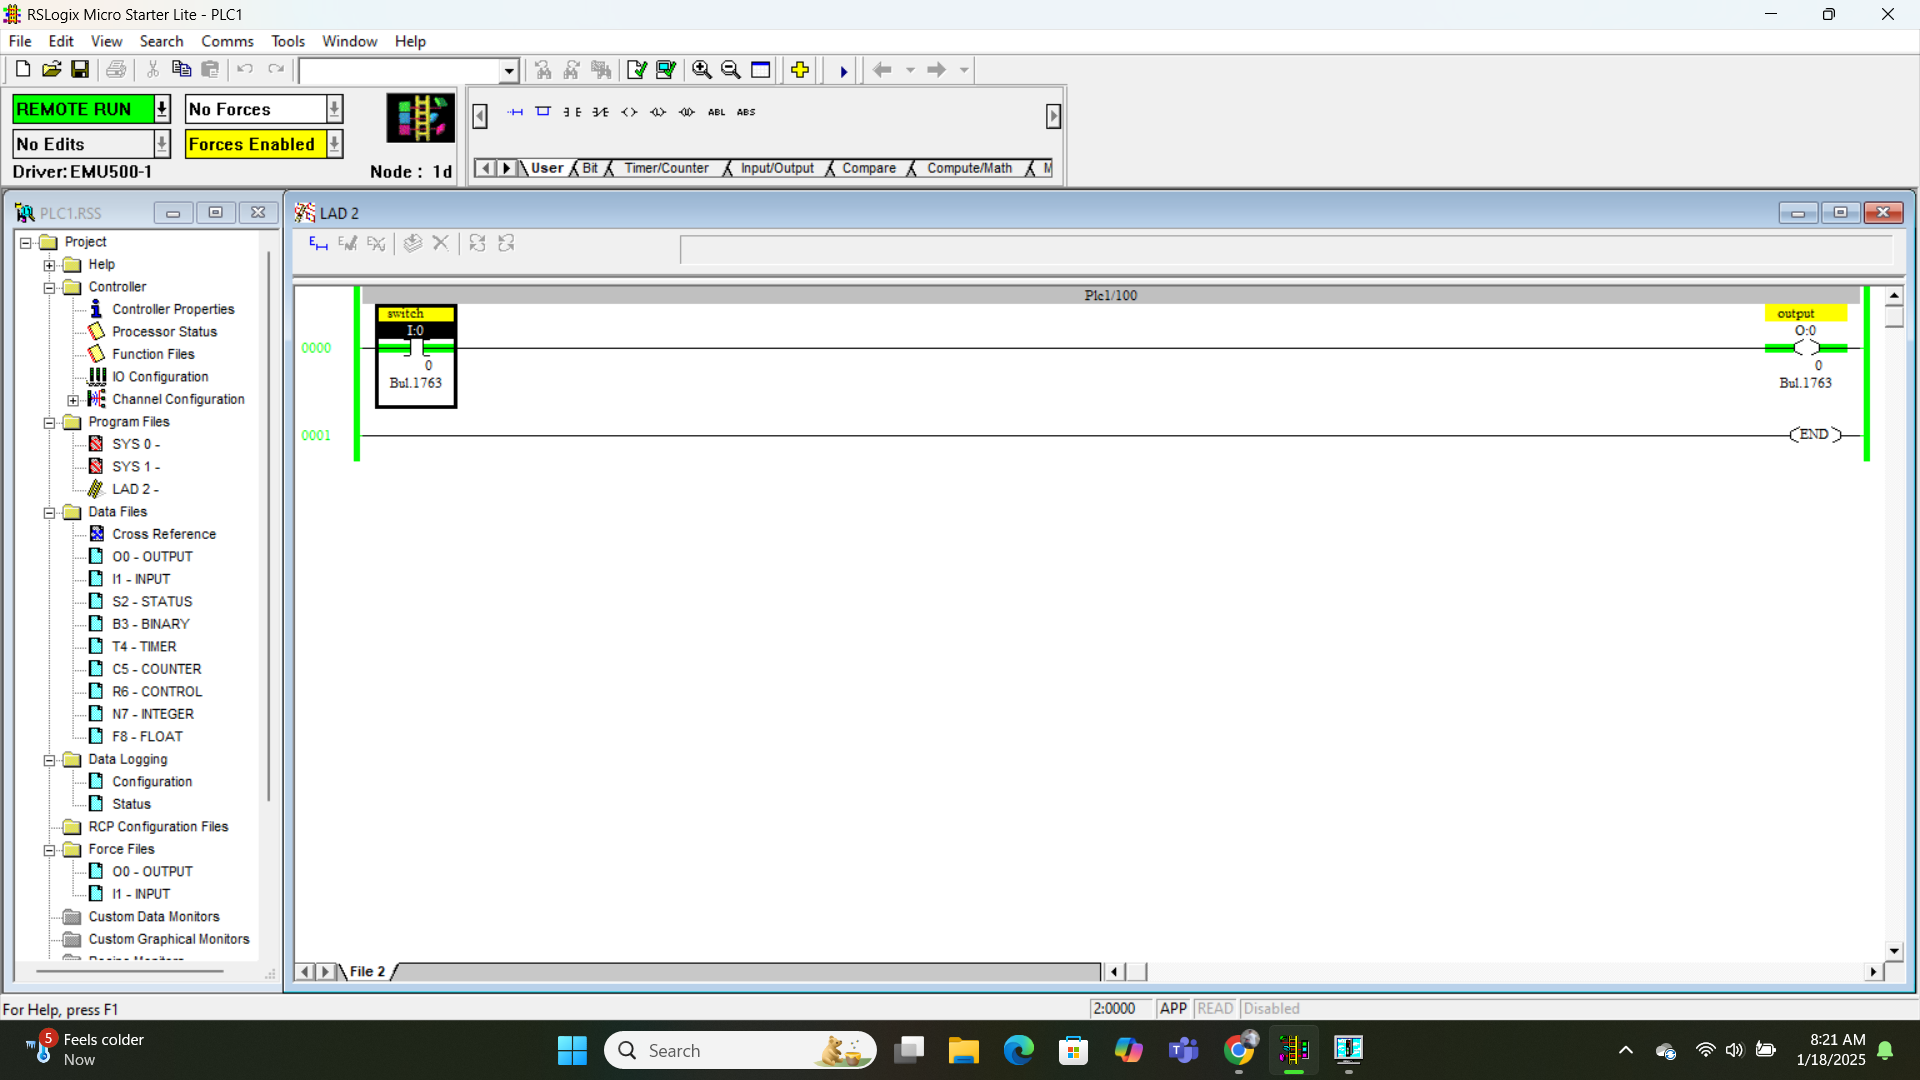 RSLogix Micro Starter Lite - PLC1
File Edit View Search Comms Tools Window Help
REMOTE RUN
No Forces
No Edits
Forces Enabled
Driver: EMU500-1
Node : 1d
ABL ABS
User Bit Timer/Counter Input/Output Compare Compute/Math M
PLC1.RSS
Project
Help
Controller
Controller Properties
Processor Status
Function Files
IO Configuration
Channel Configuration
Program Files
SYS 0 -
SYS 1 -
LAD 2 -
Data Files
Cross Reference
O0 - OUTPUT
I1 - INPUT
S2 - STATUS
B3 - BINARY
T4 - TIMER
C5 - COUNTER
R6 - CONTROL
N7 - INTEGER
F8 - FLOAT
Data Logging
Configuration
Status
RCP Configuration Files
Force Files
O0 - OUTPUT
I1 - INPUT
Custom Data Monitors
Custom Graphical Monitors
LAD 2
Plc1/100
switch
I:0
0000
0
Bul.1763
output
O:0
0
Bul.1763
0001
END
File 2
For Help, press F1
2:0000 APP READ Disabled
5
Feels colder
Now
Search
8:21 AM
1/18/2025